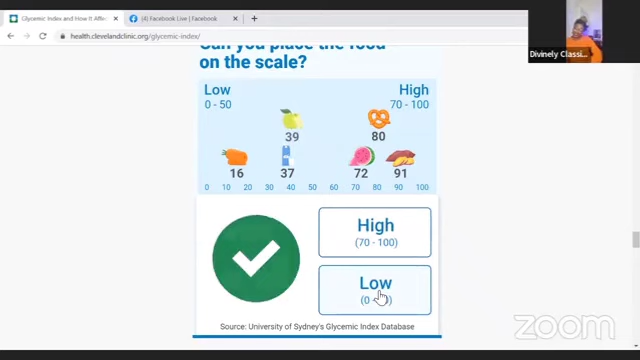 Glycemic Index and How It Affe
(4) Facebook Live | Facebook
health.clevelandclinic.org/glycemic-index/
Divinely Classi...
Can you place the food
on the scale?
Low
High
0 - 50
70 - 100
39
80
16
37
72
91
0 10 20 30 40 50 60 70 80 90 100
High
(70 - 100)
Low
(0
Source: University of Sydney's Glycemic Index Database
zoom